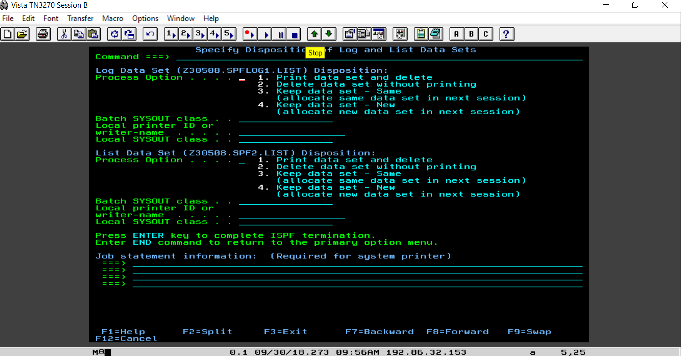 Vista TN3270 Session B
File Edit Font Transfer Macro Options Window Help
1 2 3 4 5 A B C ?
Specify Disposition of Log and List Data Sets
Stop
Command ===>
Log Data Set (Z30508.SPFLOG1.LIST) Disposition:
Process Option . . . . _ 1. Print data set and delete
2. Delete data set without printing
3. Keep data set - Same
(allocate same data set in next session)
4. Keep data set - New
(allocate new data set in next session)
Batch SYSOUT class . .
Local printer ID or
writer-name . . . . .
Local SYSOUT class . .
List Data Set (Z30508.SPF2.LIST) Disposition:
Process Option . . . . _ 1. Print data set and delete
2. Delete data set without printing
3. Keep data set - Same
(allocate same data set in next session)
4. Keep data set - New
(allocate new data set in next session)
Batch SYSOUT class . .
Local printer ID or
writer-name . . . . .
Local SYSOUT class . .
Press ENTER key to complete ISPF termination.
Enter END command to return to the primary option menu.
Job statement information: (Required for system printer)
===>
===>
===>
===>
F1=Help F2=Split F3=Exit F7=Backward F8=Forward F9=Swap
F12=Cancel
0.1 09/30/18.273 09:56AM 192.86.32.153 a 5,25